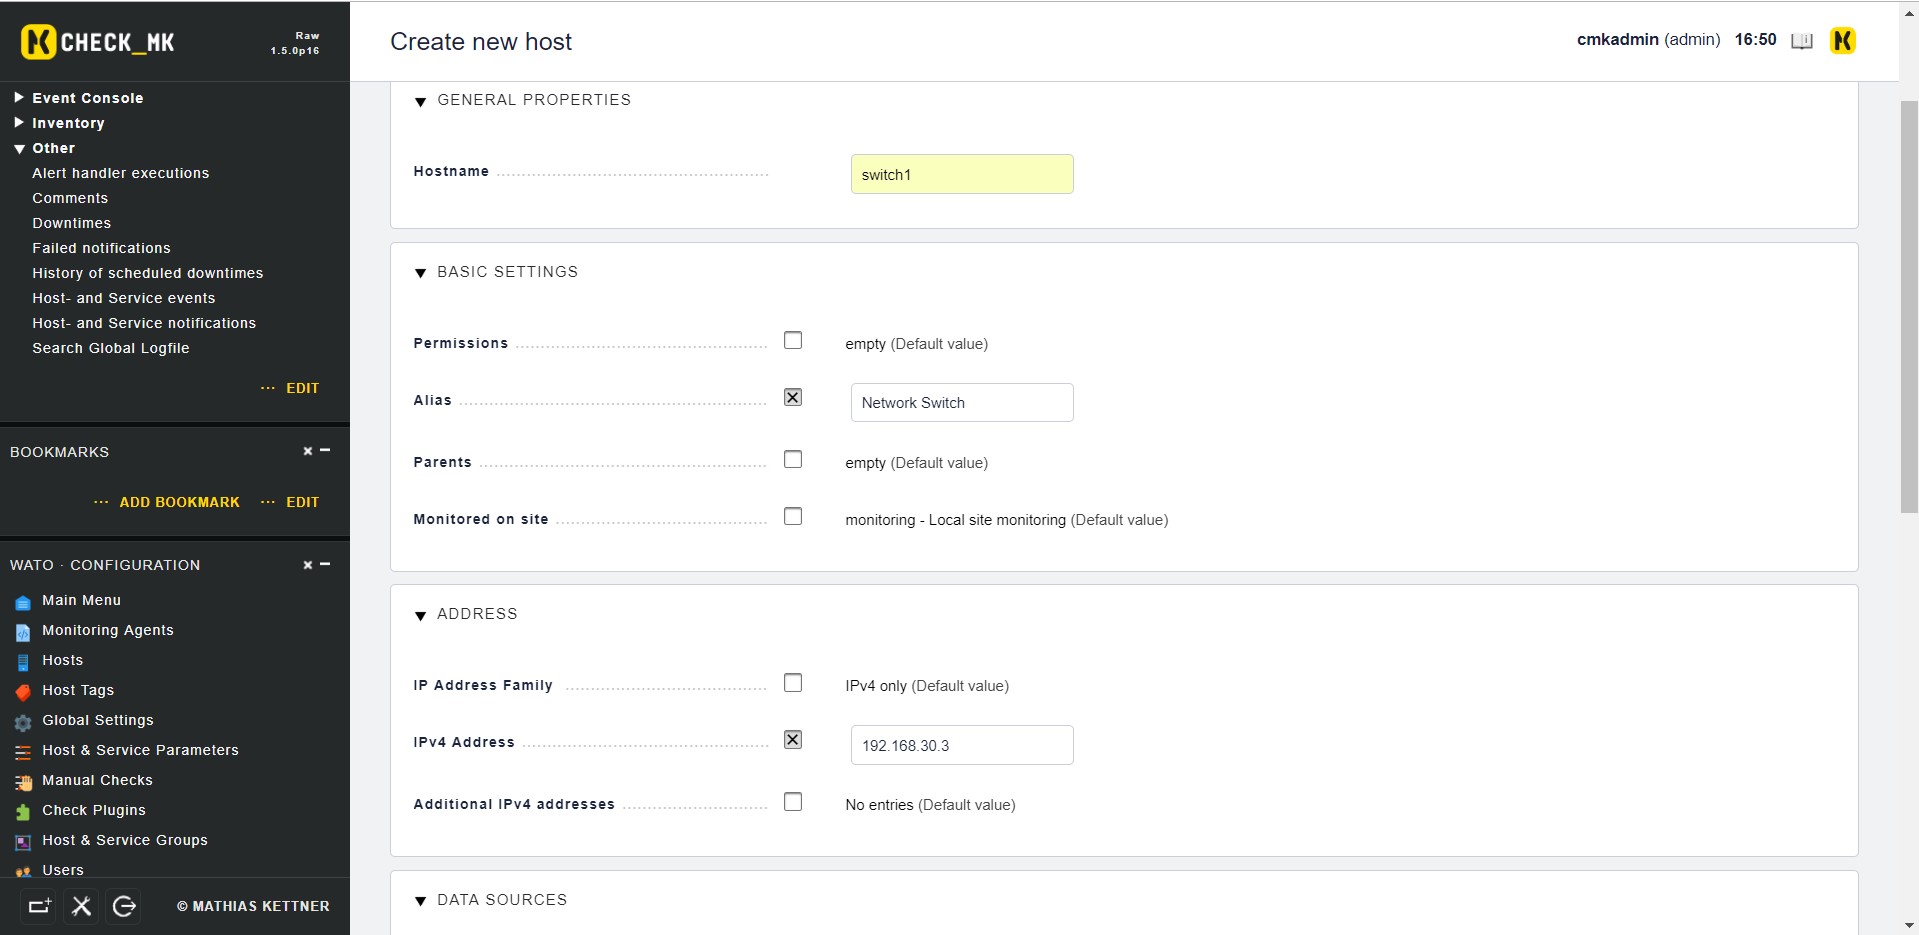 CHECK_MK
Raw
1.5.0p16
Event Console
Inventory
Other
Alert handler executions
Comments
Downtimes
Failed notifications
History of scheduled downtimes
Host- and Service events
Host- and Service notifications
Search Global Logfile
EDIT
BOOKMARKS
ADD BOOKMARK
EDIT
WATO · CONFIGURATION
Main Menu
Monitoring Agents
Hosts
Host Tags
Global Settings
Host & Service Parameters
Manual Checks
Check Plugins
Host & Service Groups
Users
© MATHIAS KETTNER
Create new host
cmkadmin (admin) 16:50
GENERAL PROPERTIES
Hostname
switch1
BASIC SETTINGS
Permissions
empty (Default value)
Alias
Network Switch
Parents
empty (Default value)
Monitored on site
monitoring - Local site monitoring (Default value)
ADDRESS
IP Address Family
IPv4 only (Default value)
IPv4 Address
192.168.30.3
Additional IPv4 addresses
No entries (Default value)
DATA SOURCES